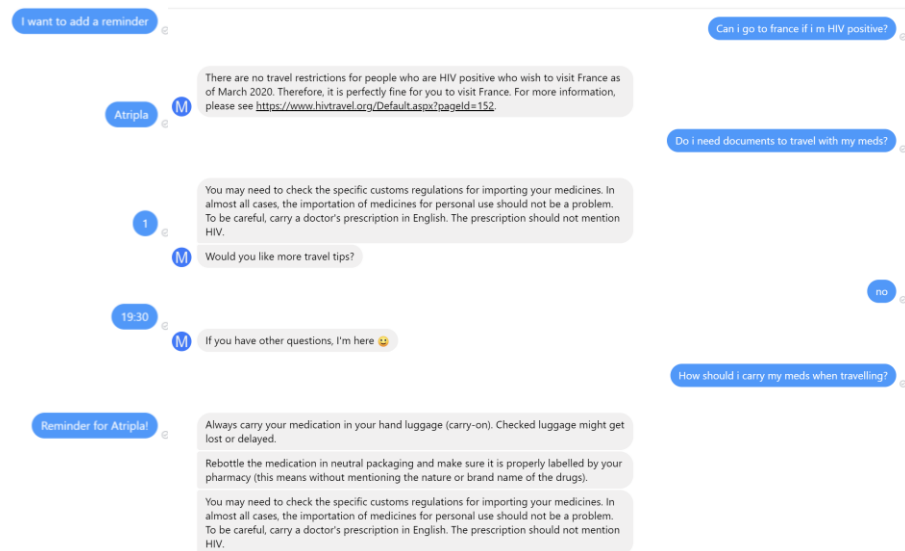 I want to add a reminder
Atripla
1
19:30
Reminder for Atripla!
Can i go to france if i m HIV positive?
There are no travel restrictions for people who are HIV positive who wish to visit France as
of March 2020. Therefore, it is perfectly fine for you to visit France. For more information,
please see https://www.hivtravel.org/Default.aspx?pageId=152.
M
Do i need documents to travel with my meds?
You may need to check the specific customs regulations for importing your medicines. In
almost all cases, the importation of medicines for personal use should not be a problem.
To be careful, carry a doctor's prescription in English. The prescription should not mention
HIV.
M
Would you like more travel tips?
no
M
If you have other questions, I'm here
How should i carry my meds when travelling?
Always carry your medication in your hand luggage (carry-on). Checked luggage might get
lost or delayed.
Rebottle the medication in neutral packaging and make sure it is properly labelled by your
pharmacy (this means without mentioning the nature or brand name of the drugs).
You may need to check the specific customs regulations for importing your medicines. In
almost all cases, the importation of medicines for personal use should not be a problem.
To be careful, carry a doctor's prescription in English. The prescription should not mention
HIV.